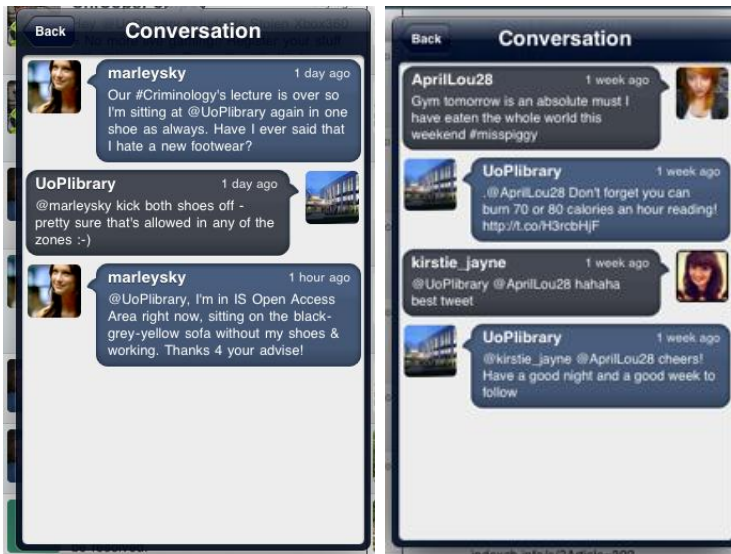 Back
Conversation
marleysky 1 day ago
Our #Criminology's lecture is over so
I'm sitting at @UoPlibrary again in one
shoe as always. Have I ever said that
I hate a new footwear?
UoPlibrary 1 day ago
@marleysky kick both shoes off -
pretty sure that's allowed in any of the
zones :-)
marleysky 1 hour ago
@UoPlibrary, I'm in IS Open Access
Area right now, sitting on the black-
grey-yellow sofa without my shoes &
working. Thanks 4 your advise!
Back
Conversation
AprilLou28 1 week ago
Gym tomorrow is an absolute must I
have eaten the whole world this
weekend #misspiggy
UoPlibrary 1 week ago
.@AprilLou28 Don't forget you can
burn 70 or 80 calories an hour reading!
http://t.co/H3rcbHjF
kirstie_jayne 1 week ago
@UoPlibrary @AprilLou28 hahaha
best tweet
UoPlibrary 1 week ago
@kirstie_jayne @AprilLou28 cheers!
Have a good night and a good week to
follow